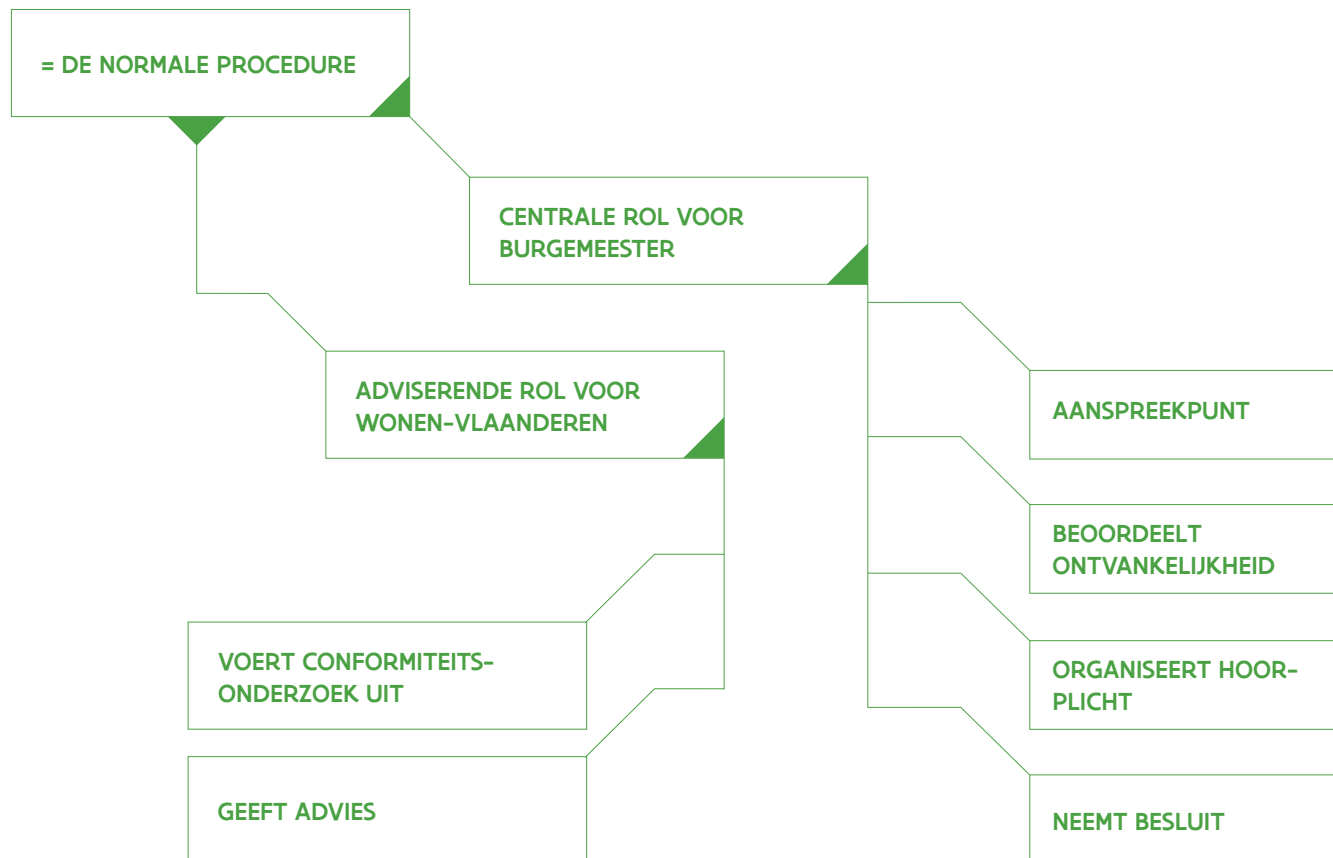 = DE NORMALE PROCEDURE
CENTRALE ROL VOOR
BURGEMEESTER
ADVISERENDE ROL VOOR
WONEN-VLAANDEREN
AANSPREEKPUNT
BEOORDEELT
ONTVANKELIJKHEID
VOERT CONFORMITEITS-
ONDERZOEK UIT
ORGANISEERT HOOR-
PLICHT
GEEFT ADVIES
NEEMT BESLUIT